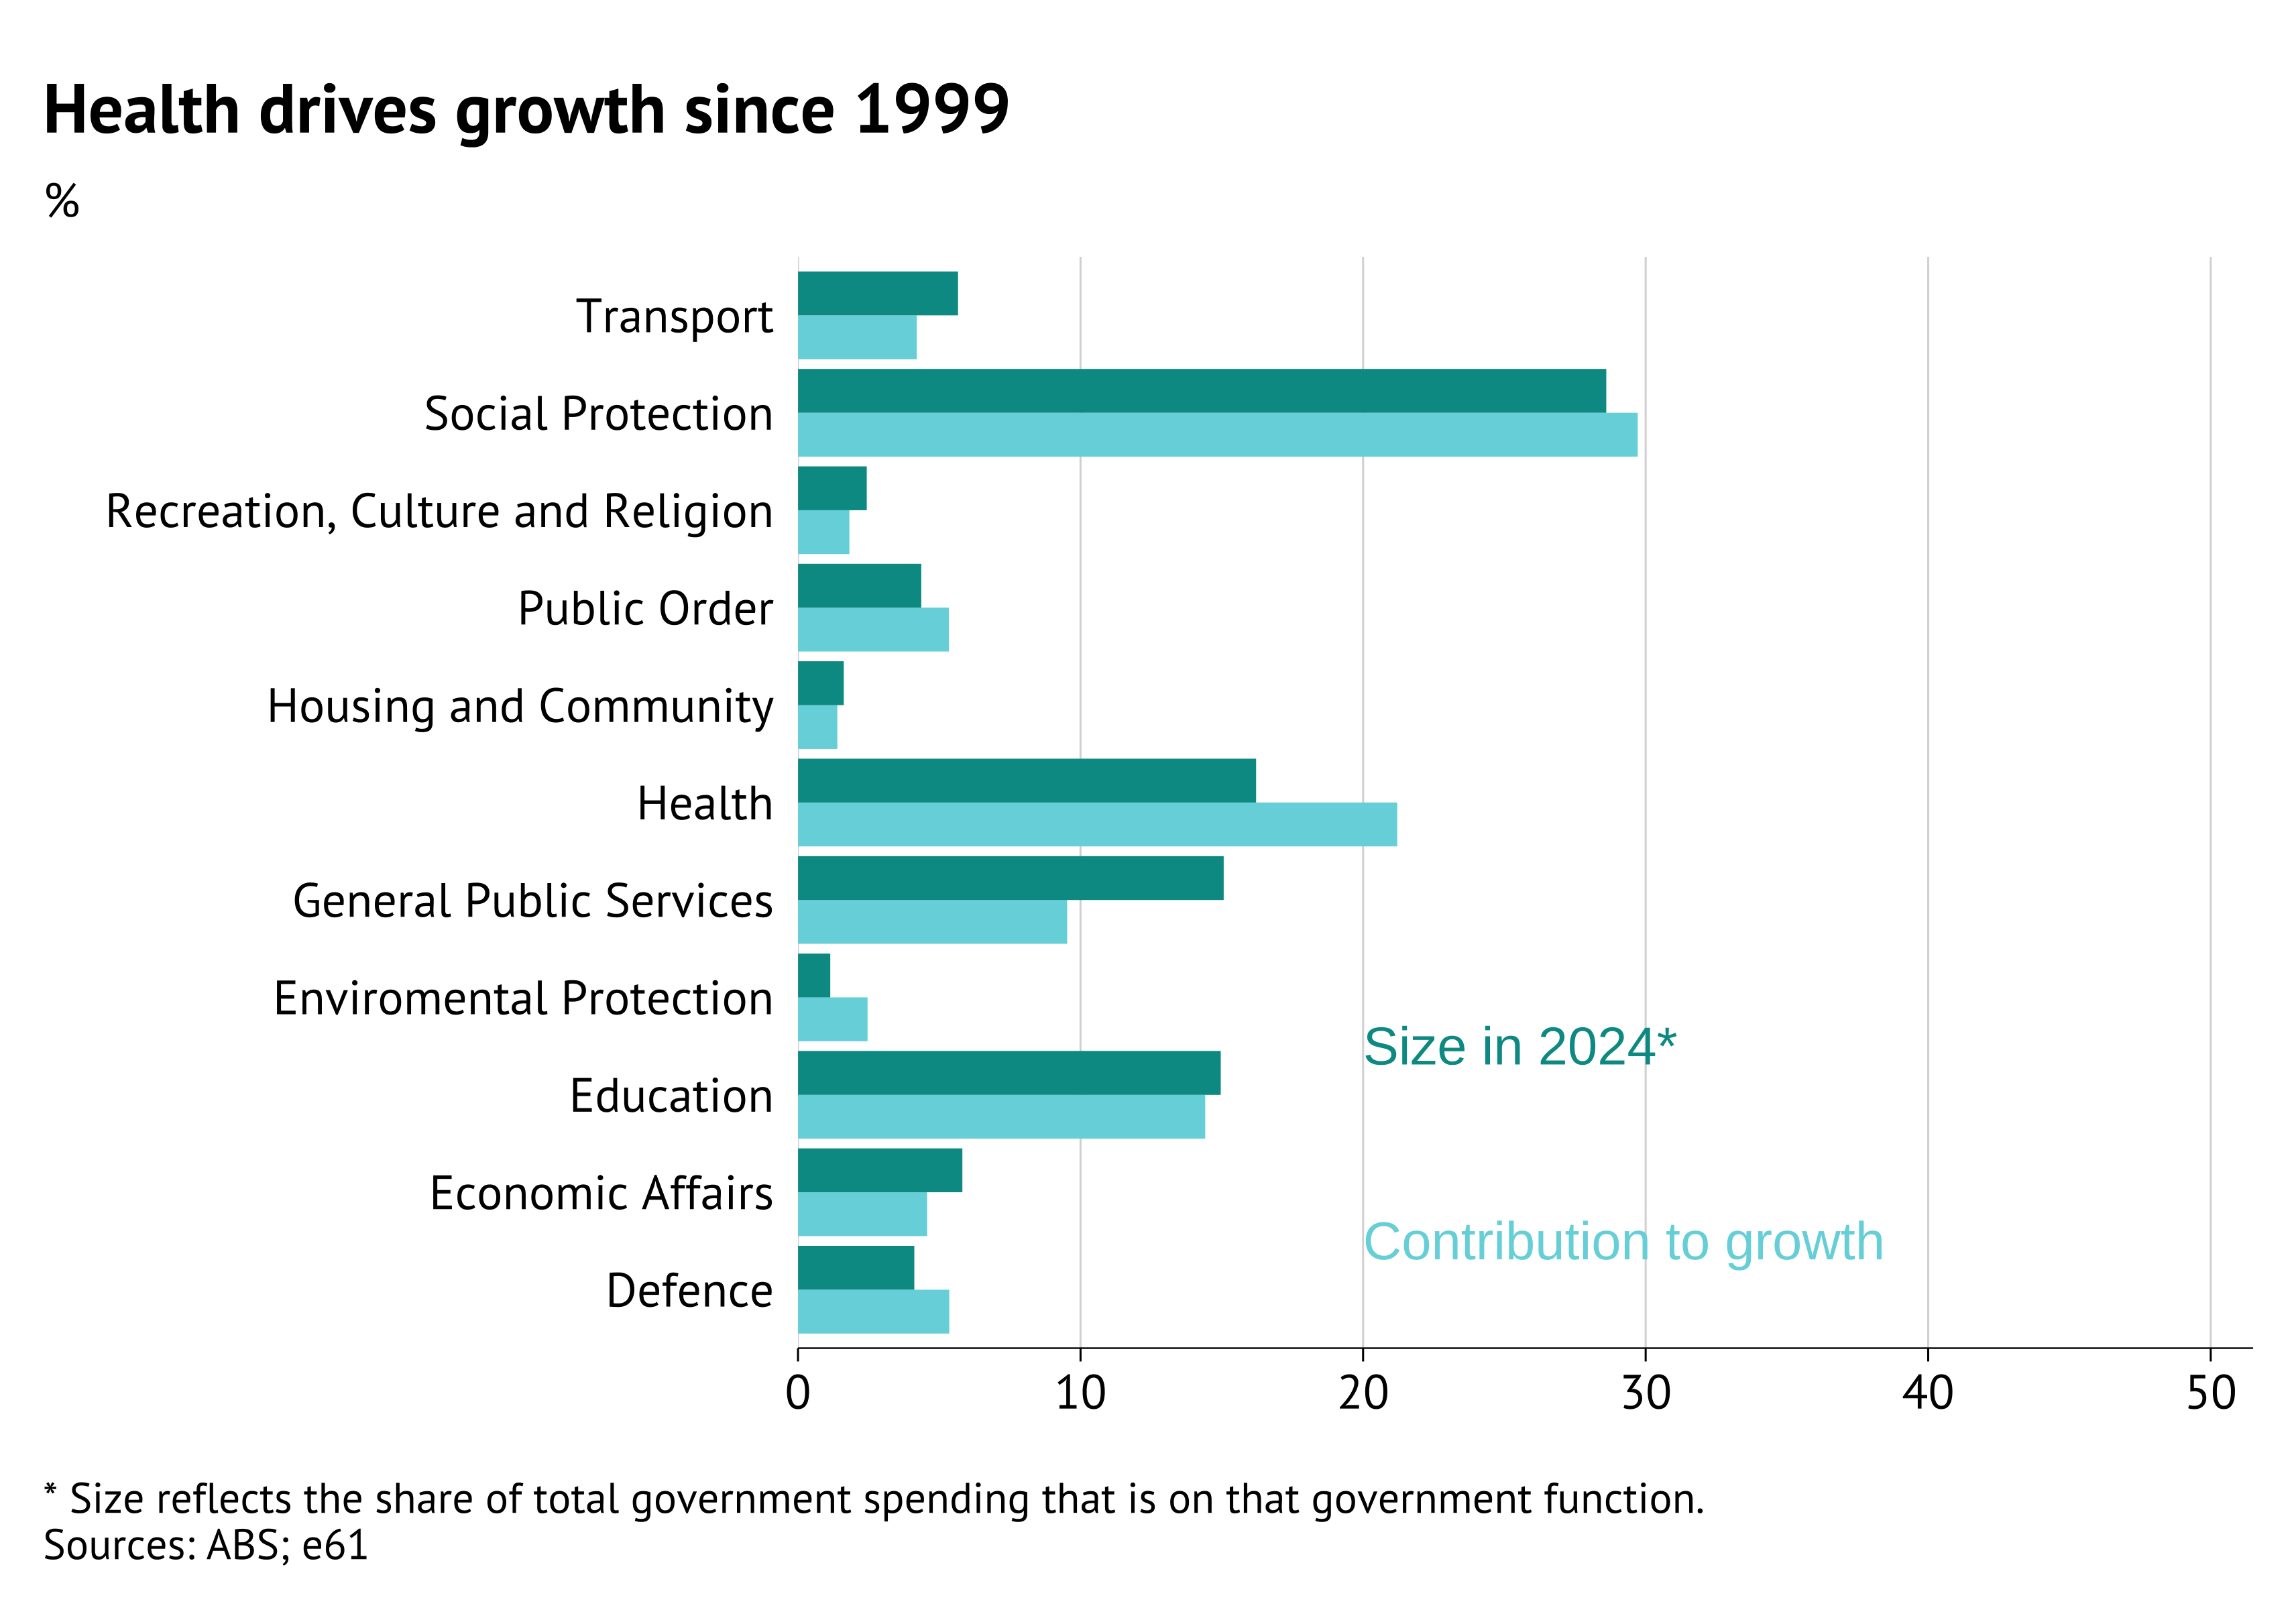 Health drives growth since 1999
%
Transport
Social Protection
Recreation, Culture and Religion
Public Order
Housing and Community
Health
General Public Services
Enviromental Protection
Size in 2024*
Education
Economic Affairs
Contribution to growth
Defence
0 10 20 30 40 50
* Size reflects the share of total government spending that is on that government function.
Sources: ABS; e61